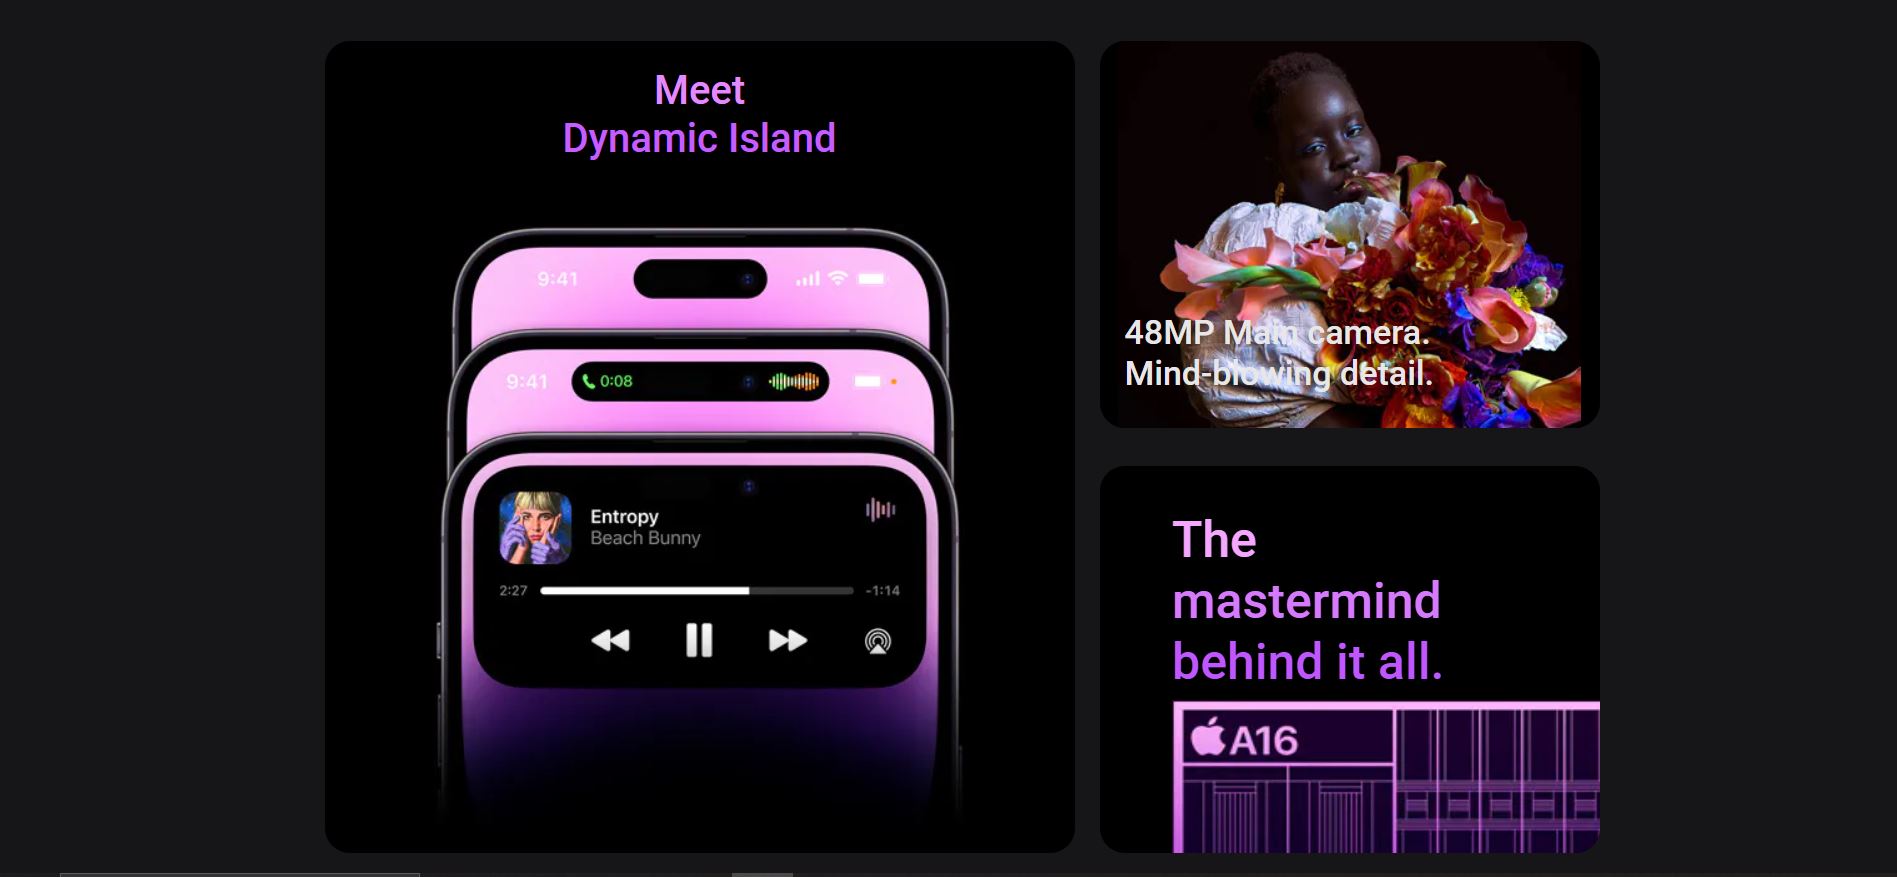 Meet
Dynamic Island
9:41
9:41 0:08
Entropy
Beach Bunny
2:27 -1:14
48MP Main camera.
Mind-blowing detail.
The
mastermind
behind it all.
A16